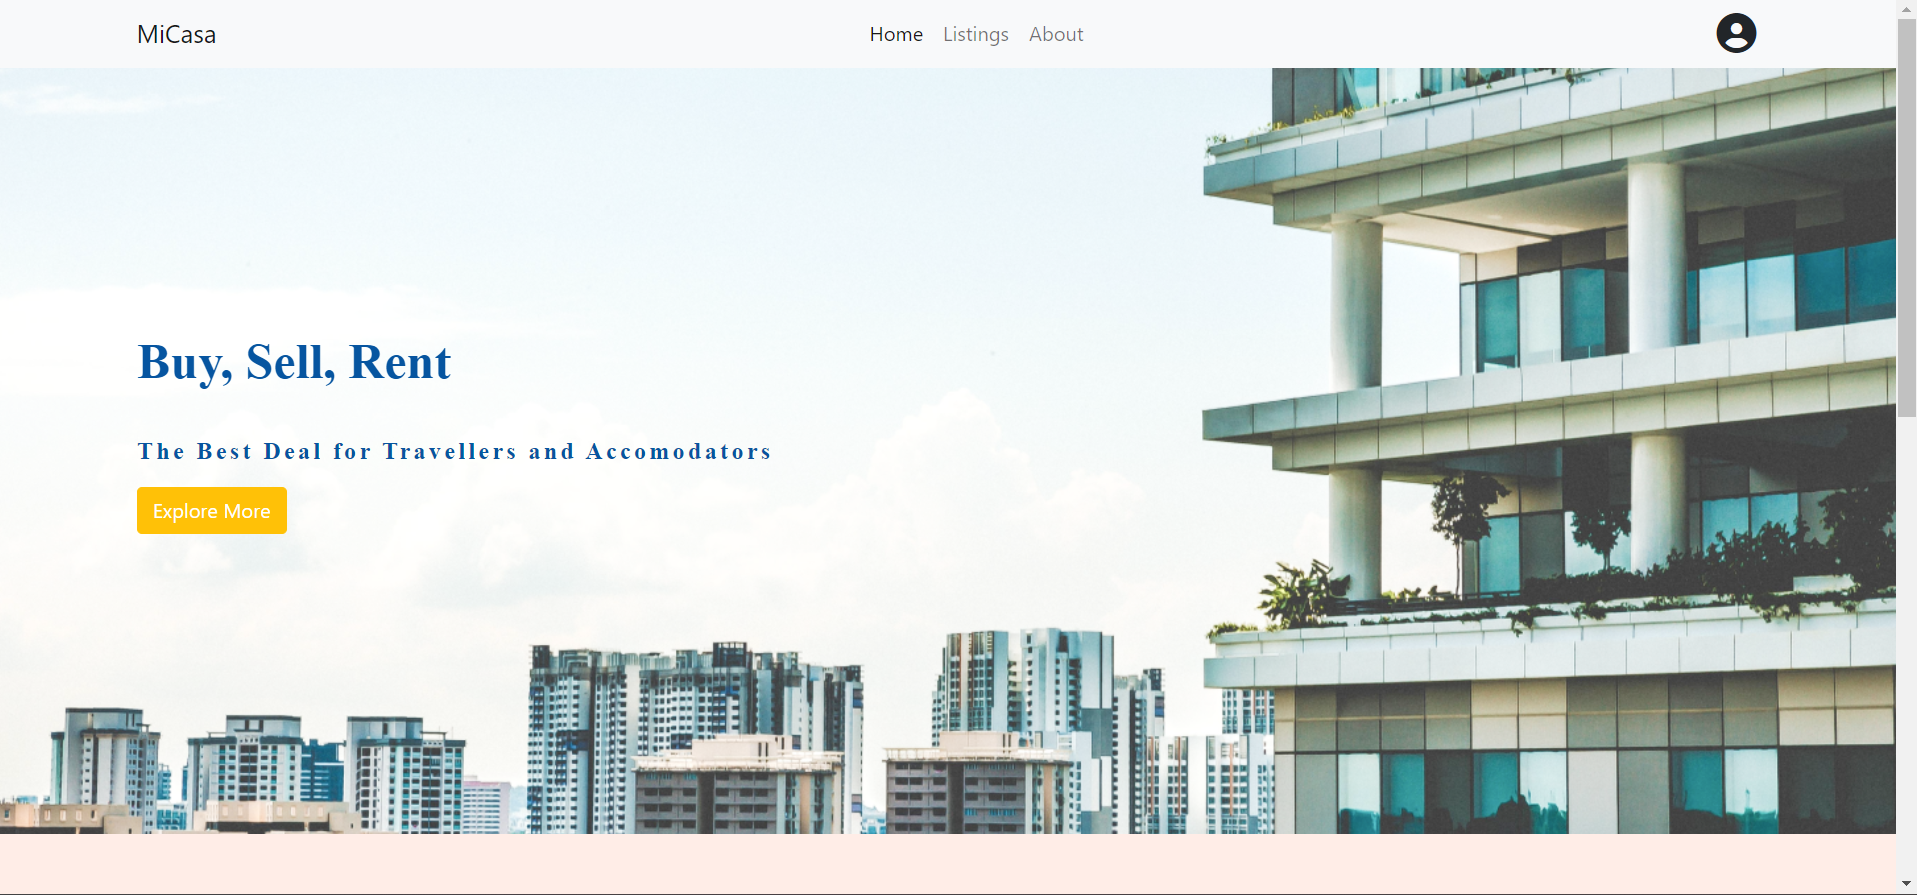 MiCasa
Home Listings About
Buy, Sell, Rent
The Best Deal for Travellers and Accomodators
Explore More